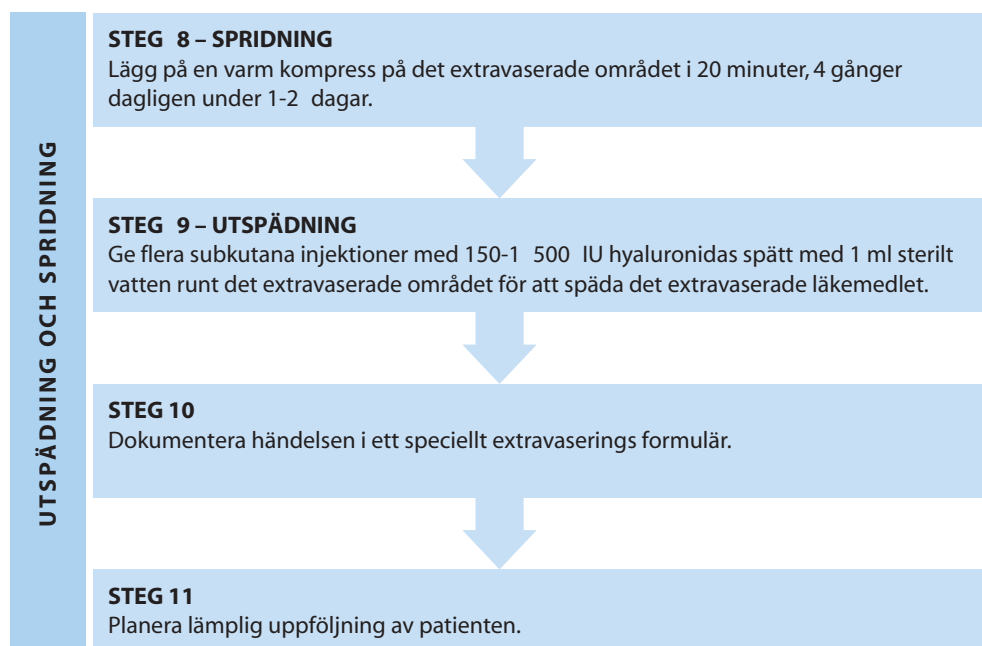 UTSPÄDNING OCH SPRIDNING
STEG 8 – SPRIDNING
Lägg på en varm kompress på det extravaserade området i 20 minuter, 4 gånger
dagligen under 1-2 dagar.
STEG 9 – UTSPÄDNING
Ge flera subkutana injektioner med 150-1 500 IU hyaluronidas spätt med 1 ml sterilt
vatten runt det extravaserade området för att späda det extravaserade läkemedlet.
STEG 10
Dokumentera händelsen i ett speciellt extravaserings formulär.
STEG 11
Planera lämplig uppföljning av patienten.